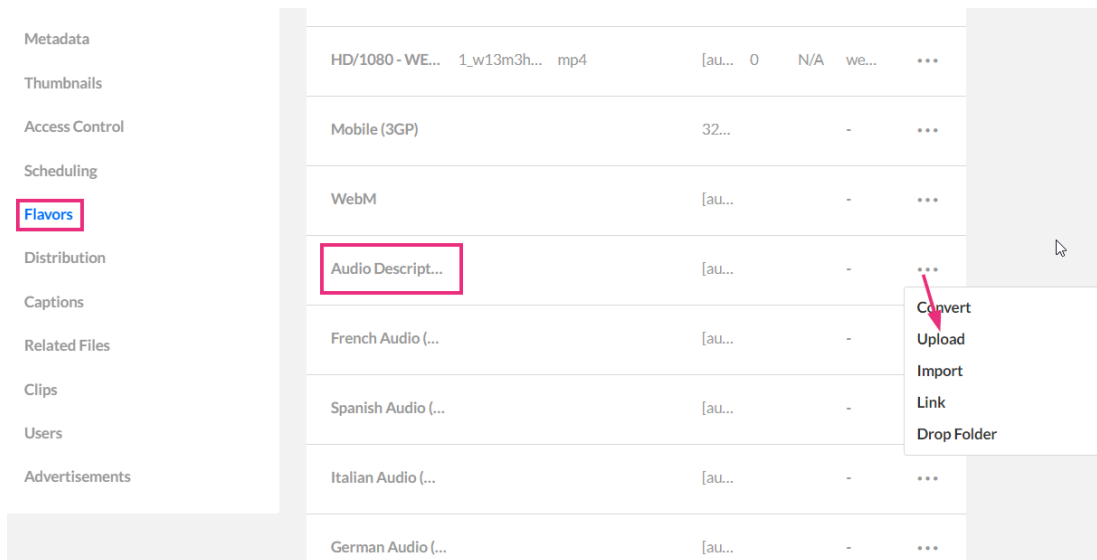 Metadata
Thumbnails
Access Control
Scheduling
Flavors
Distribution
Captions
Related Files
Clips
Users
Advertisements
HD/1080 - WE... 1_w13m3h... mp4 [au... 0 N/A we... •••
Mobile (3GP) 32... - •••
WebM [au... - •••
Audio Descript... [au... - •••
French Audio (... [au... -
Spanish Audio (... [au... -
Italian Audio (... [au... - •••
German Audio (... [au... - •••
Convert
Upload
Import
Link
Drop Folder